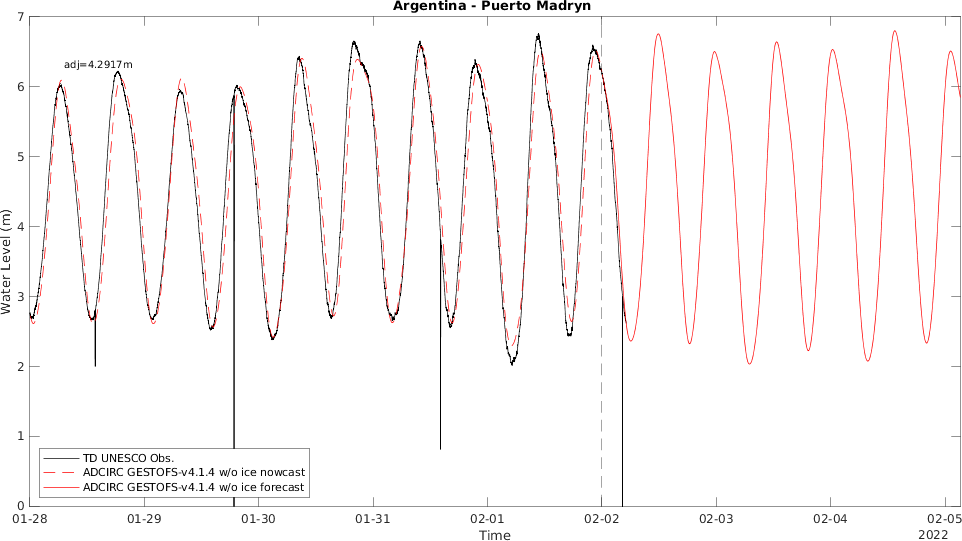 Argentina - Puerto Madryn
7
adj=4.2917m
6
5
4
3
2
1
0
Water Level (m)
TD UNESCO Obs.
ADCIRC GESTOFS-v4.1.4 w/o ice nowcast
ADCIRC GESTOFS-v4.1.4 w/o ice forecast
01-28 01-29 01-30 01-31 02-01 02-02 02-03 02-04 02-05
Time 2022